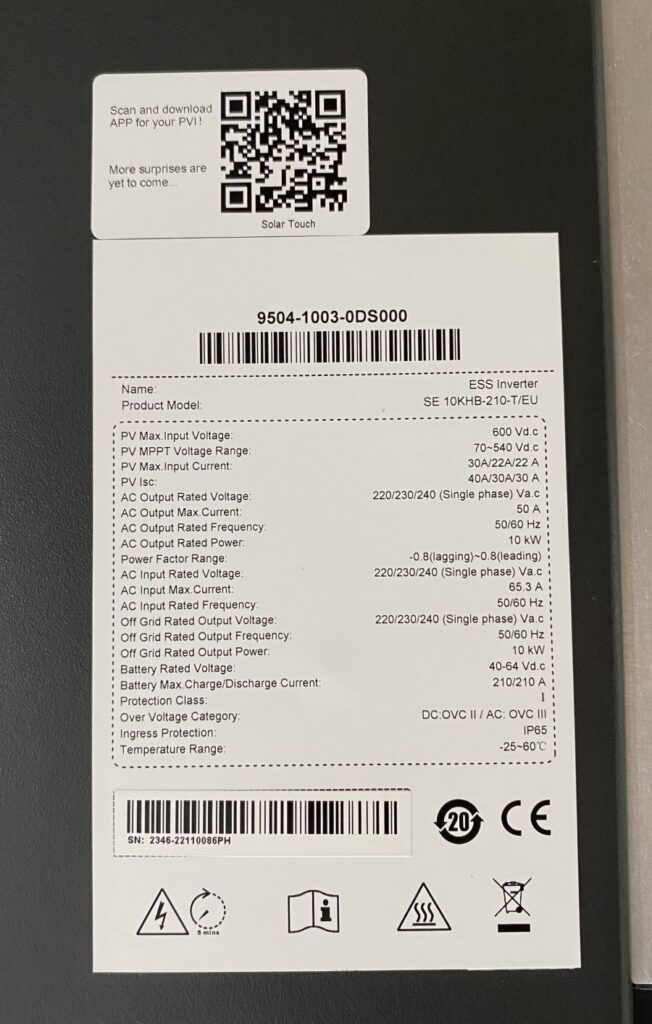 Scan and download
APP for your PVI !
More surprises are
yet to come...
Solar Touch
9504-1003-0DS000
Name: ESS Inverter
Product Model: SE 10KHB-210-T/EU
PV Max.Input Voltage: 600 Vd.c
PV MPPT Voltage Range: 70~540 Vd.c
PV Max.Input Current: 30A/22A/22 A
PV Isc: 40A/30A/30 A
AC Output Rated Voltage: 220/230/240 (Single phase) Va.c
AC Output Max.Current: 50 A
AC Output Rated Frequency: 50/60 Hz
AC Output Rated Power: 10 kW
Power Factor Range: -0.8(lagging)~0.8(leading)
AC Input Rated Voltage: 220/230/240 (Single phase) Va.c
AC Input Max.Current: 65.3 A
AC Input Rated Frequency: 50/60 Hz
Off Grid Rated Output Voltage: 220/230/240 (Single phase) Va.c
Off Grid Rated Output Frequency: 50/60 Hz
Off Grid Rated Output Power: 10 kW
Battery Rated Voltage: 40-64 Vd.c
Battery Max.Charge/Discharge Current: 210/210 A
Protection Class: I
Over Voltage Category: DC:OVC II / AC: OVC III
Ingress Protection: IP65
Temperature Range: -25~60℃
SN: 2346-22110086PH
20
CE
5 mins